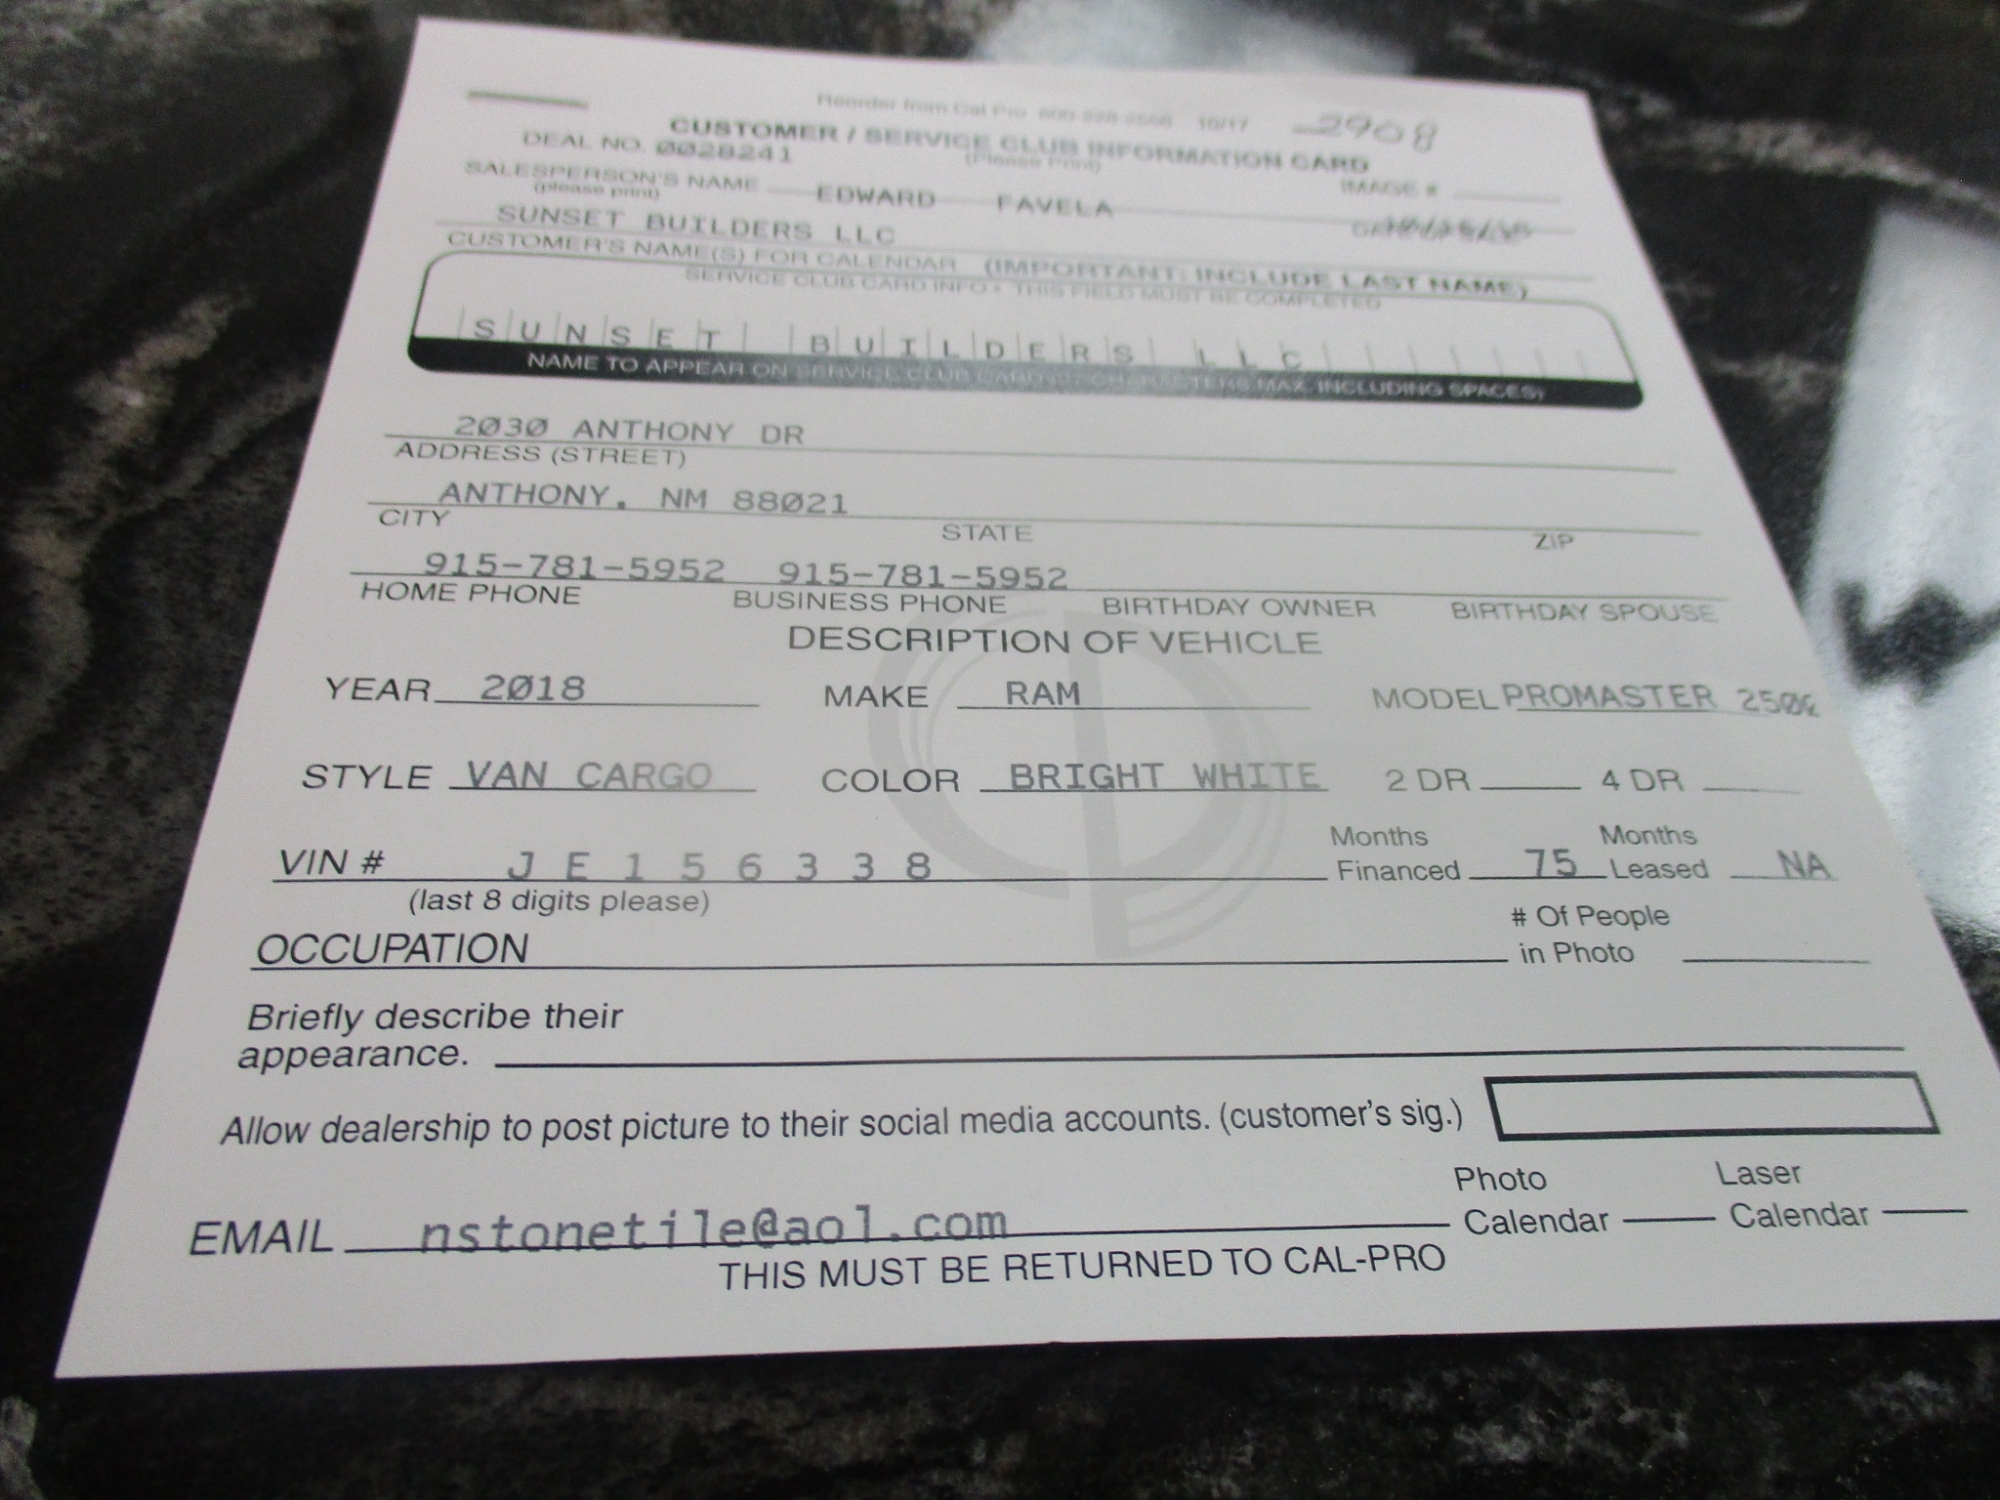 Reorder from Cal Pro 800-228-2566 10/17 2968
CUSTOMER / SERVICE CLUB INFORMATION CARD
DEAL NO. 0028241 (Please Print)
SALESPERSON'S NAME EDWARD FAVELA IMAGE #
(please print)
SUNSET BUILDERS LLC
CUSTOMER'S NAME(S) FOR CALENDAR (IMPORTANT: INCLUDE LAST NAME)
SERVICE CLUB CARD INFO • THIS FIELD MUST BE COMPLETED
SUNSET BUILDERS LLC
NAME TO APPEAR ON SERVICE CLUB CARD CHARACTERS MAX. INCLUDING SPACES)
2030 ANTHONY DR
ADDRESS (STREET)
ANTHONY, NM 88021
CITY STATE ZIP
915-781-5952 915-781-5952
HOME PHONE BUSINESS PHONE BIRTHDAY OWNER BIRTHDAY SPOUSE
DESCRIPTION OF VEHICLE
YEAR 2018 MAKE RAM MODEL PROMASTER
STYLE VAN CARGO COLOR BRIGHT WHITE 2 DR 4 DR
VIN # JE156338 Months Financed 75 Months Leased NA
(last 8 digits please)
OCCUPATION # Of People in Photo
Briefly describe their
appearance.
Allow dealership to post picture to their social media accounts. (customer's sig.)
EMAIL nstonetile@aol.com Photo Calendar Laser Calendar
THIS MUST BE RETURNED TO CAL-PRO